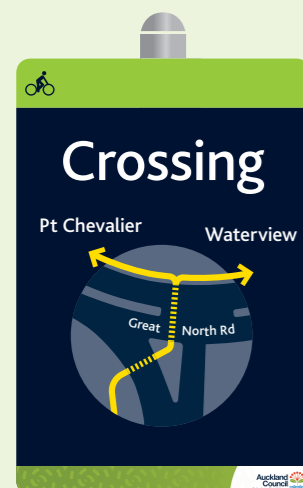 Crossing
Pt Chevalier
Waterview
Great North Rd
Auckland
Council